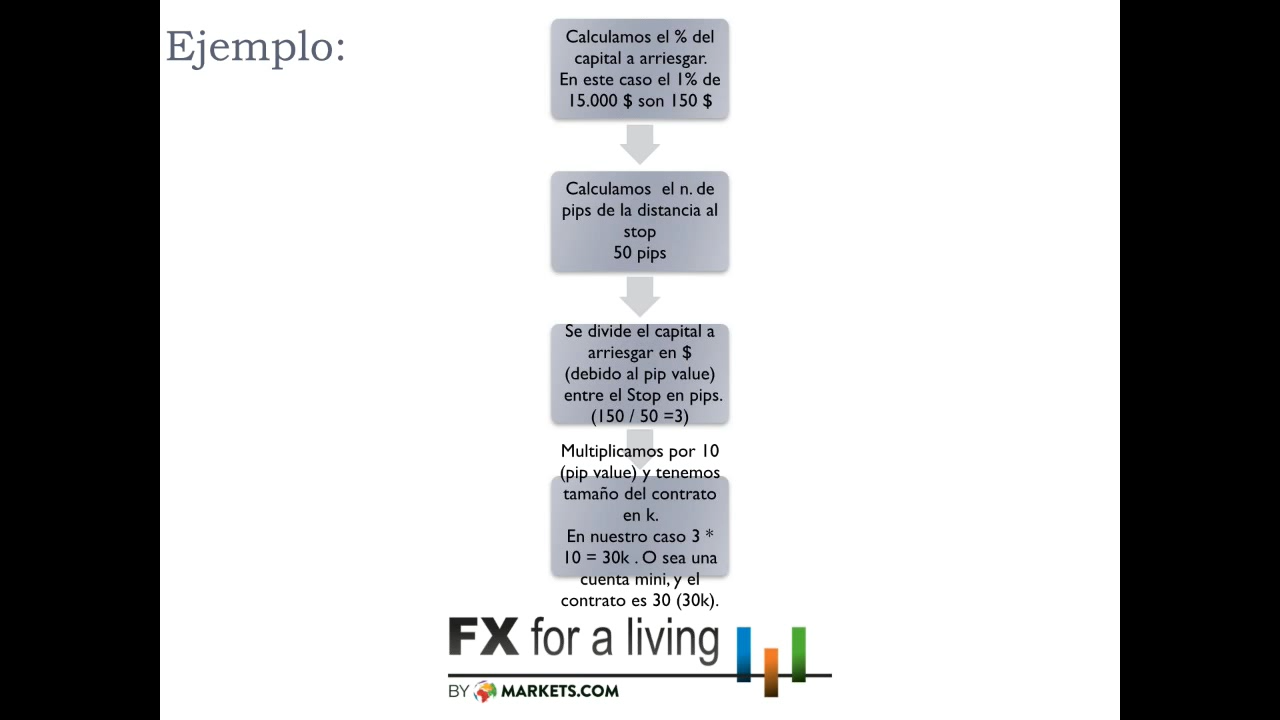 Ejemplo:
Calculamos el % del
capital a arriesgar.
En este caso el 1% de
15.000 $ son 150 $
Calculamos el n. de
pips de la distancia al
stop
50 pips
Se divide el capital a
arriesgar en $
(debido al pip value)
entre el Stop en pips.
(150 / 50 =3)
Multiplicamos por 10
(pip value) y tenemos
tamaño del contrato
en k.
En nuestro caso 3 *
10 = 30k . O sea una
cuenta mini, y el
contrato es 30 (30k).
FX for a living
BY MARKETS.COM